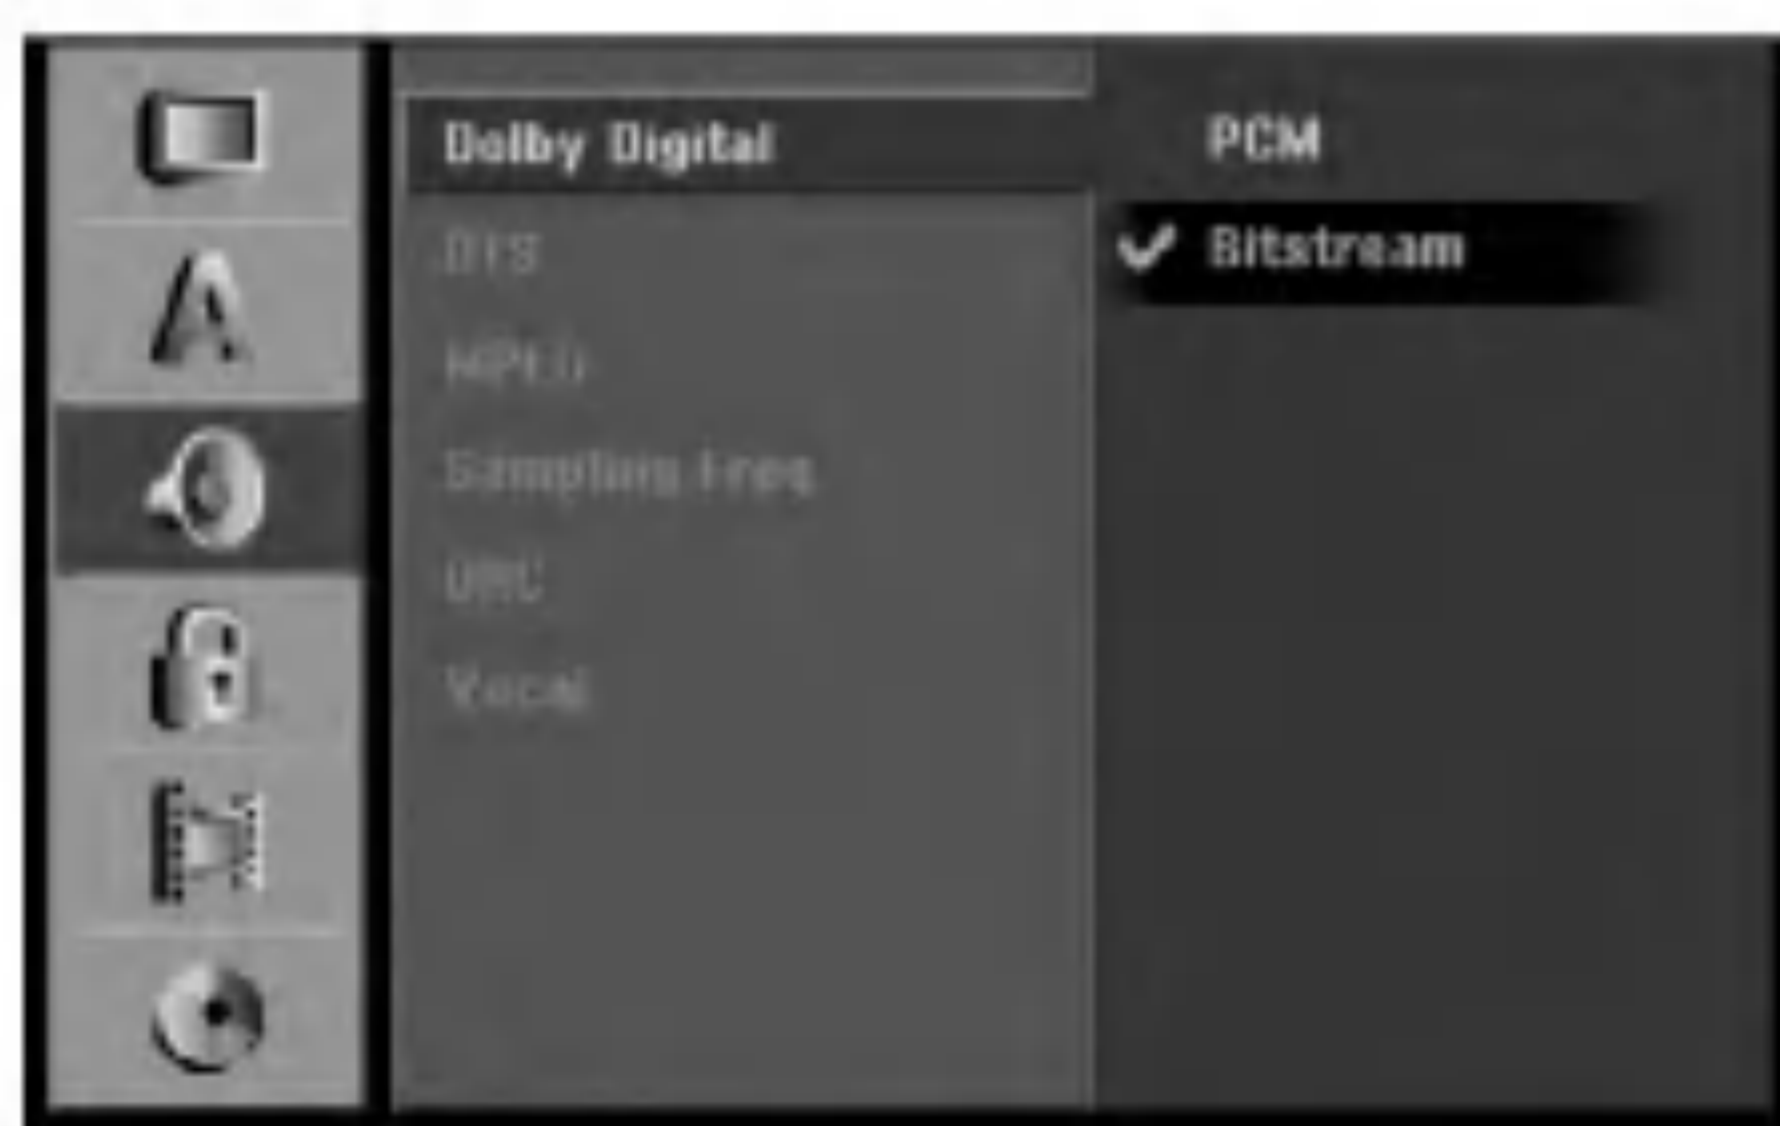 Dolby Digital
DTS
MPEG
Sampling Freq
DRC
Vocal
PCM
Bitstream